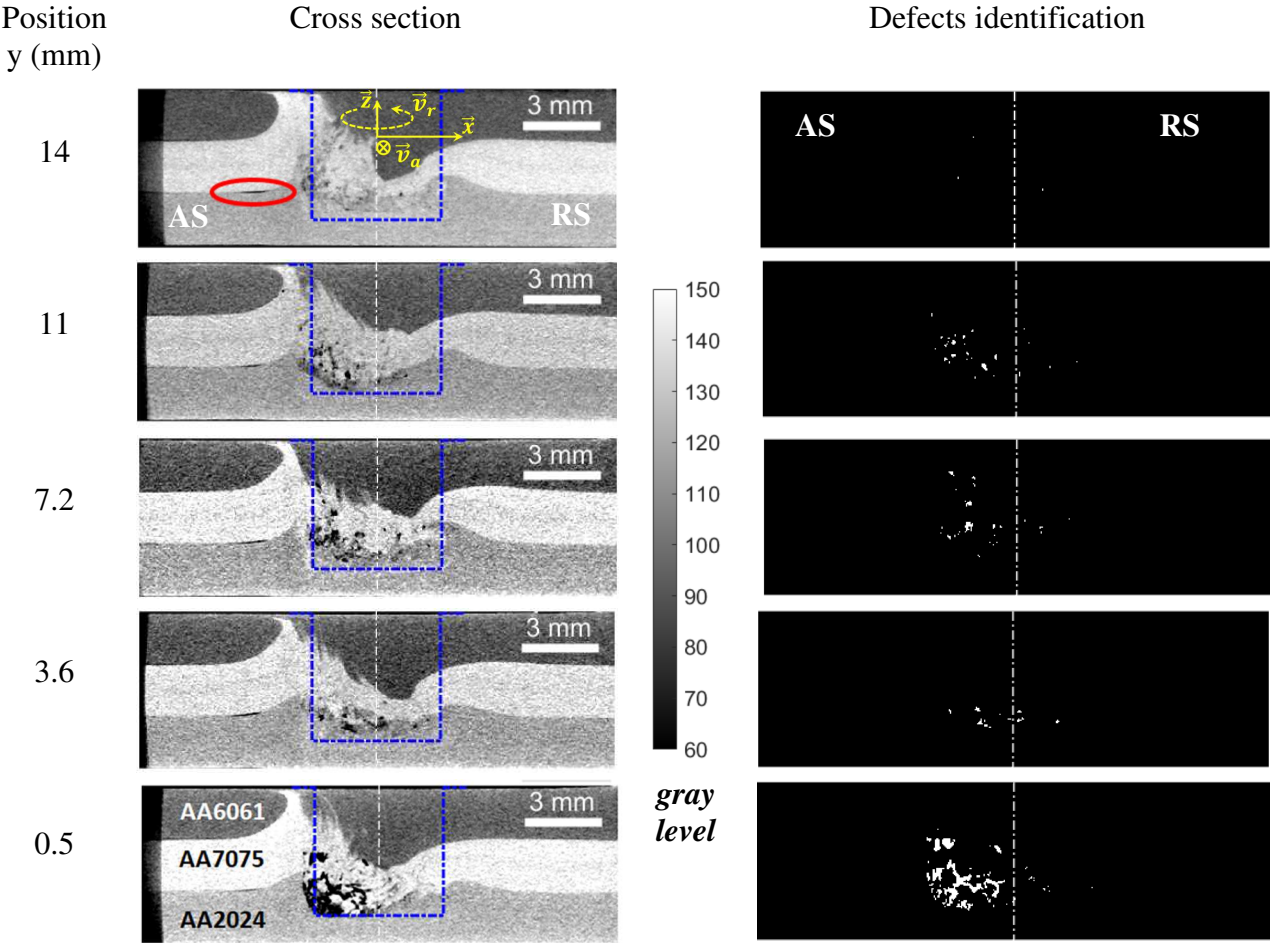 Position
y (mm)
Cross section
Defects identification
14
z⃗
v⃗r
x⃗
v⃗a
3 mm
AS
RS
AS
RS
11
3 mm
7.2
3 mm
3.6
3 mm
0.5
AA6061
AA7075
AA2024
3 mm
150
140
130
120
110
100
90
80
70
60
gray
level